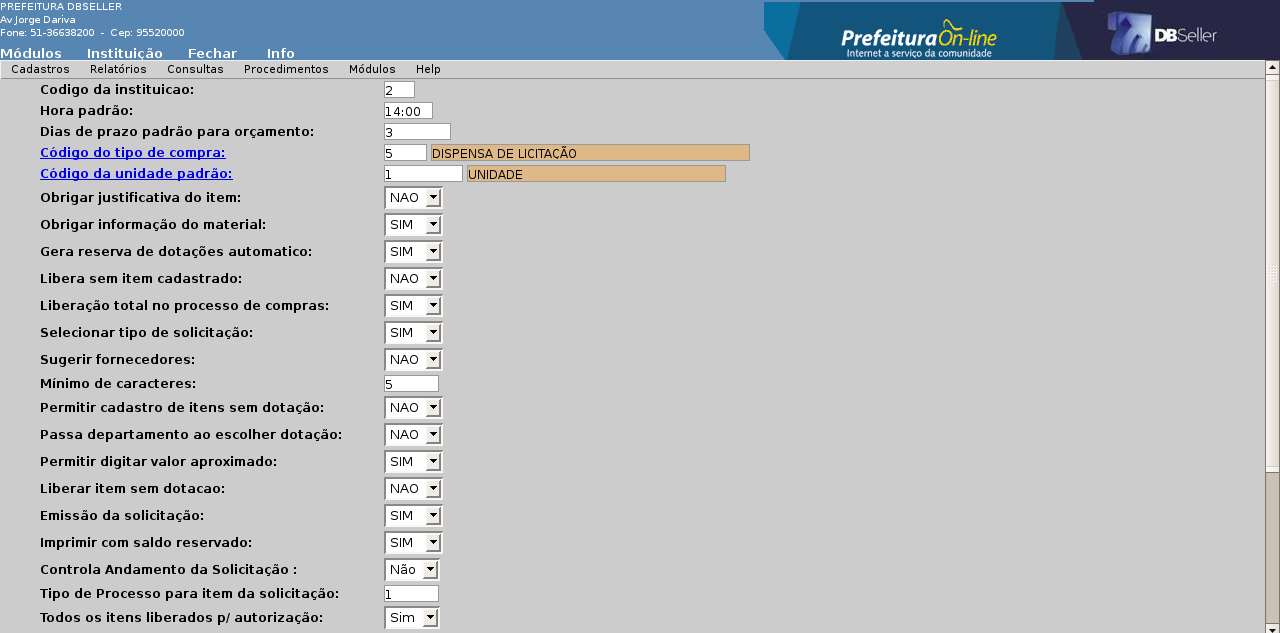 PREFEITURA DBSELLER
Av Jorge Dariva
Fone: 51-36638200 - Cep: 95520000
Módulos Instituição Fechar Info
Prefeitura On-line
Internet a serviço da comunidade
DBSeller
Cadastros Relatórios Consultas Procedimentos Módulos Help
Codigo da instituicao: 2
Hora padrão: 14:00
Dias de prazo padrão para orçamento: 3
Código do tipo de compra: 5 DISPENSA DE LICITAÇÃO
Código da unidade padrão: 1 UNIDADE
Obrigar justificativa do item: NAO
Obrigar informação do material: SIM
Gera reserva de dotações automatico: SIM
Libera sem item cadastrado: NAO
Liberação total no processo de compras: SIM
Selecionar tipo de solicitação: SIM
Sugerir fornecedores: NAO
Mínimo de caracteres: 5
Permitir cadastro de itens sem dotação: NAO
Passa departamento ao escolher dotação: NAO
Permitir digitar valor aproximado: SIM
Liberar item sem dotacao: NAO
Emissão da solicitação: SIM
Imprimir com saldo reservado: SIM
Controla Andamento da Solicitação : Não
Tipo de Processo para item da solicitação: 1
Todos os itens liberados p/ autorização: Sim